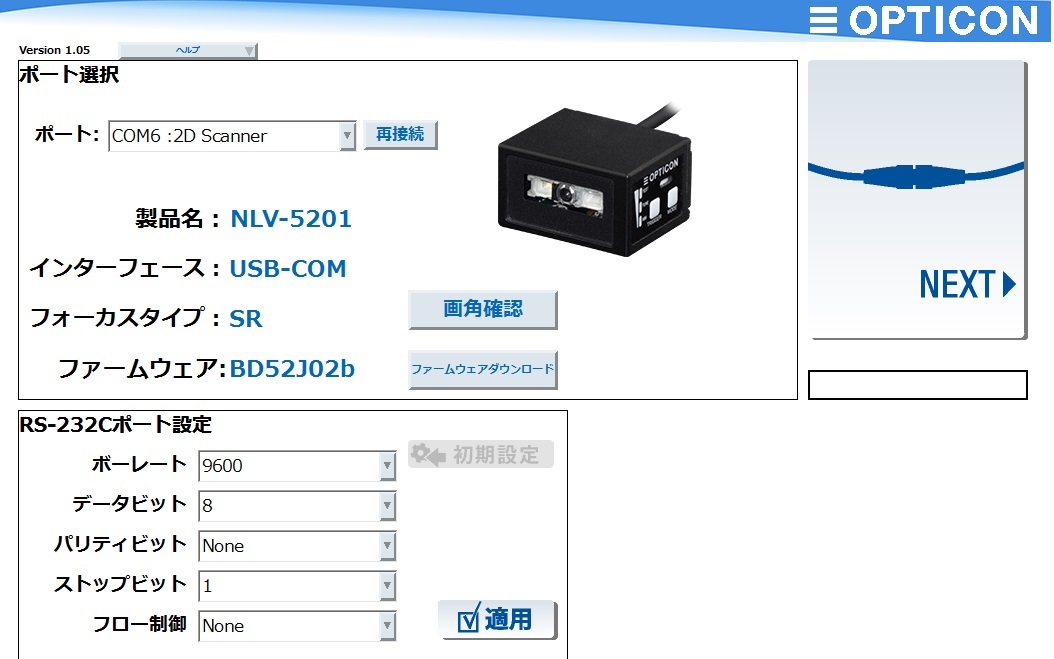 OPTICON
Version 1.05
ヘルプ
ポート選択
ポート:
COM6 :2D Scanner
再接続
OPTICON
製品名：
NLV-5201
インターフェース：
USB-COM
フォーカスタイプ：
SR
画角確認
ファームウェア:
BD52J02b
ファームウェアダウンロード
NEXT
RS-232Cポート設定
ボーレート
9600
初期設定
データビット
8
パリティビット
None
ストップビット
1
フロー制御
None
適用